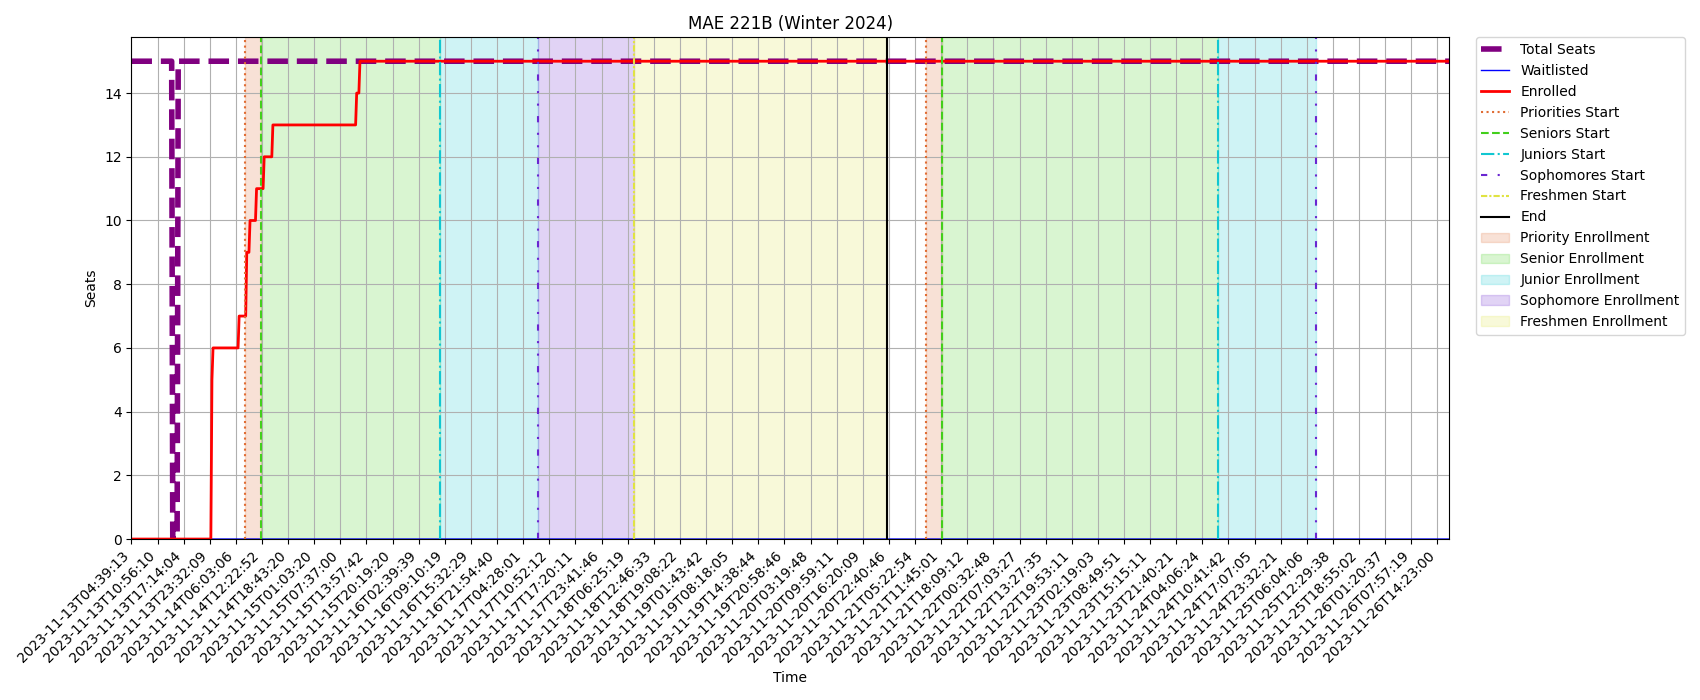 MAE 221B (Winter 2024)
Seats
14
12
10
8
6
4
2
0
2023-11-13T04:39:13
2023-11-13T10:56:10
2023-11-13T17:14:04
2023-11-13T23:32:09
2023-11-14T06:03:06
2023-11-14T12:22:52
2023-11-14T18:43:20
2023-11-15T01:03:20
2023-11-15T07:37:00
2023-11-15T13:57:42
2023-11-15T20:19:20
2023-11-16T02:39:39
2023-11-16T09:10:19
2023-11-16T15:32:29
2023-11-16T21:54:40
2023-11-17T04:28:01
2023-11-17T10:52:12
2023-11-17T17:20:11
2023-11-17T23:41:46
2023-11-18T06:25:19
2023-11-18T12:46:33
2023-11-18T19:08:22
2023-11-19T01:43:42
2023-11-19T08:18:05
2023-11-19T14:38:44
2023-11-19T20:58:46
2023-11-20T03:19:48
2023-11-20T09:59:11
2023-11-20T16:20:09
2023-11-20T22:40:46
2023-11-21T05:22:54
2023-11-21T11:45:01
2023-11-21T18:09:12
2023-11-22T00:32:48
2023-11-22T07:03:27
2023-11-22T13:27:35
2023-11-22T19:53:11
2023-11-23T02:19:03
2023-11-23T08:49:51
2023-11-23T15:15:11
2023-11-23T21:40:21
2023-11-24T04:06:24
2023-11-24T10:41:42
2023-11-24T17:07:05
2023-11-24T23:32:21
2023-11-25T06:04:06
2023-11-25T12:29:38
2023-11-25T18:55:02
2023-11-26T01:20:37
2023-11-26T07:57:19
2023-11-26T14:23:00
Time
Total Seats
Waitlisted
Enrolled
Priorities Start
Seniors Start
Juniors Start
Sophomores Start
Freshmen Start
End
Priority Enrollment
Senior Enrollment
Junior Enrollment
Sophomore Enrollment
Freshmen Enrollment